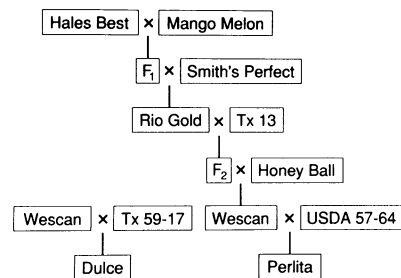 Hales Best × Mango Melon
F₁ × Smith's Perfect
Rio Gold × Tx 13
F₂ × Honey Ball
Wescan × Tx 59-17 Wescan × USDA 57-64
Dulce Perlita